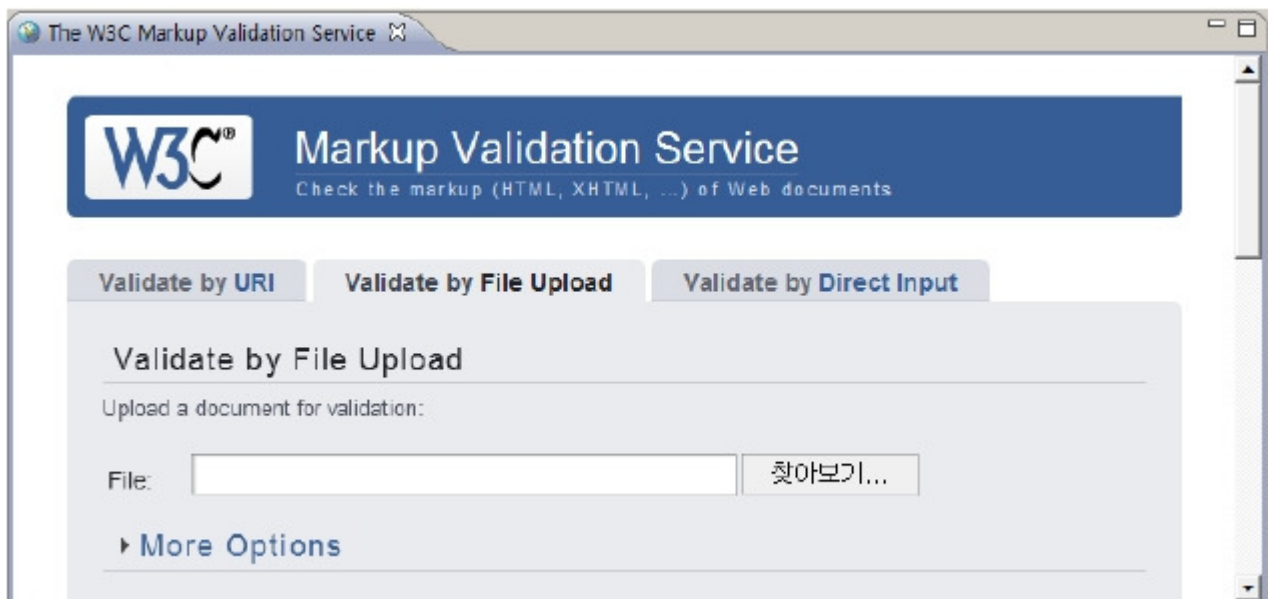 The W3C Markup Validation Service
W3C®
Markup Validation Service
Check the markup (HTML, XHTML, ...) of Web documents
Validate by URI Validate by File Upload Validate by Direct Input
Validate by File Upload
Upload a document for validation:
File: 찾아보기...
More Options